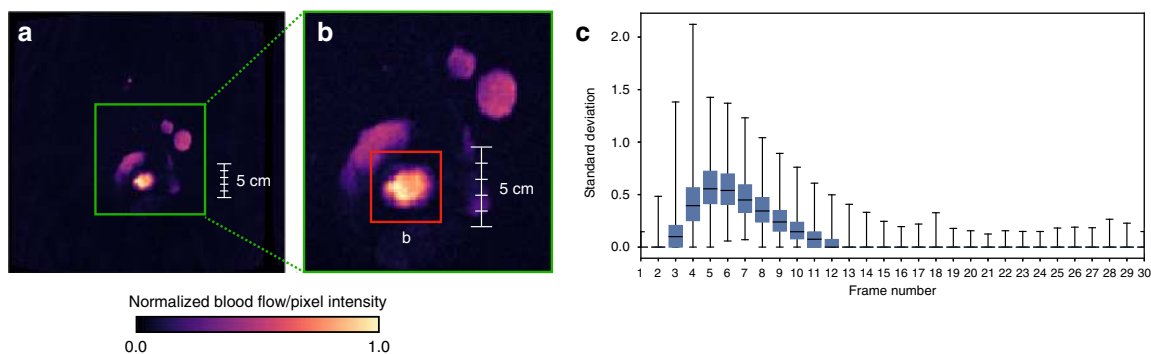 a
5 cm
b
5 cm
b
Normalized blood flow/pixel intensity
0.0 1.0
c
Standard deviation
2.0
1.5
1.0
0.5
0.0
1 2 3 4 5 6 7 8 9 10 11 12 13 14 15 16 17 18 19 20 21 22 23 24 25 26 27 28 29 30
Frame number